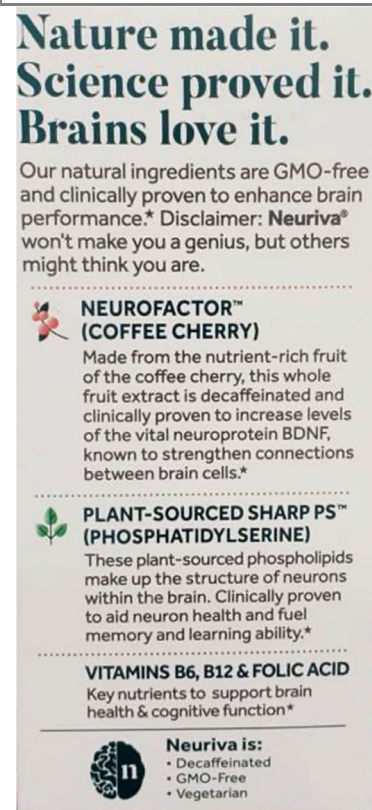 Nature made it.
Science proved it.
Brains love it.
Our natural ingredients are GMO-free
and clinically proven to enhance brain
performance.* Disclaimer: Neuriva®
won't make you a genius, but others
might think you are.
NEUROFACTOR™
(COFFEE CHERRY)
Made from the nutrient-rich fruit
of the coffee cherry, this whole
fruit extract is decaffeinated and
clinically proven to increase levels
of the vital neuroprotein BDNF,
known to strengthen connections
between brain cells.*
PLANT-SOURCED SHARP PS™
(PHOSPHATIDYLSERINE)
These plant-sourced phospholipids
make up the structure of neurons
within the brain. Clinically proven
to aid neuron health and fuel
memory and learning ability.*
VITAMINS B6, B12 & FOLIC ACID
Key nutrients to support brain
health & cognitive function*
n
Neuriva is:
• Decaffeinated
• GMO-Free
• Vegetarian